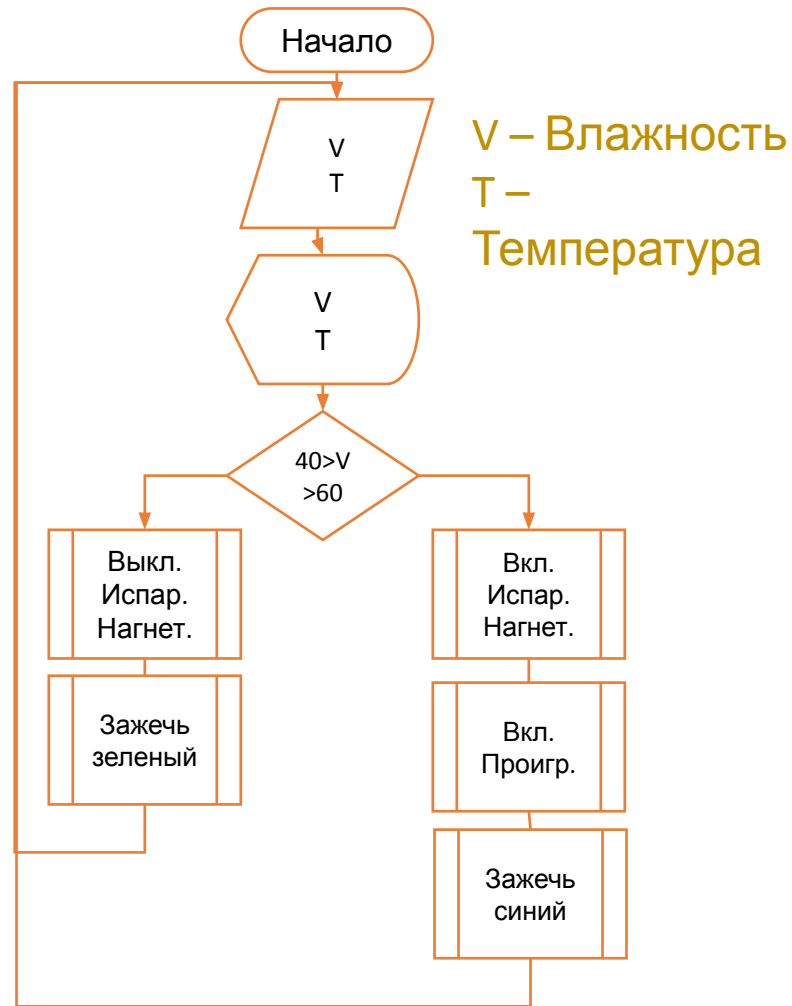 Начало
V
T
V – Влажность
T –
Температура
V
T
40>V
>60
Выкл.
Испар.
Нагнет.
Зажечь
зеленый
Вкл.
Испар.
Нагнет.
Вкл.
Проигр.
Зажечь
синий